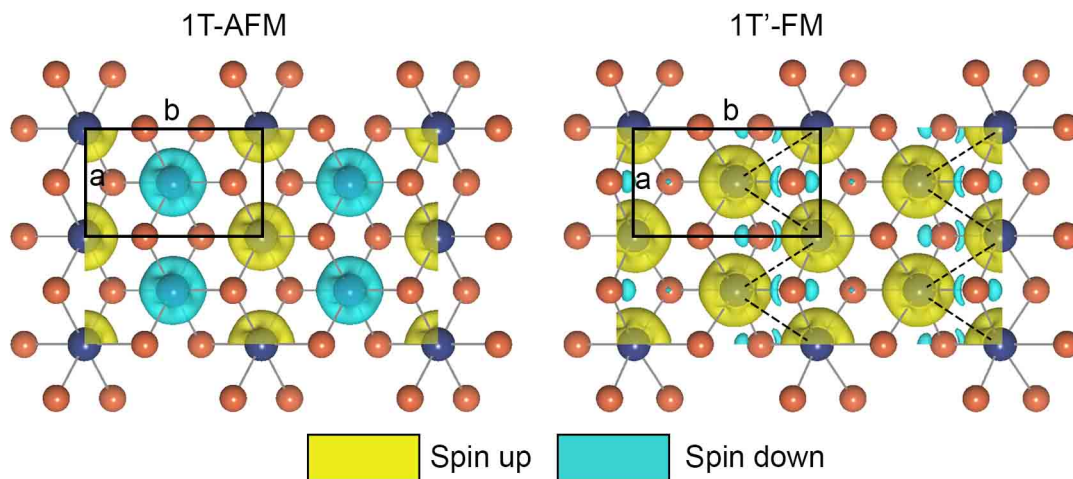 1T-AFM
1T'-FM
b
a
b
a
Spin up
Spin down